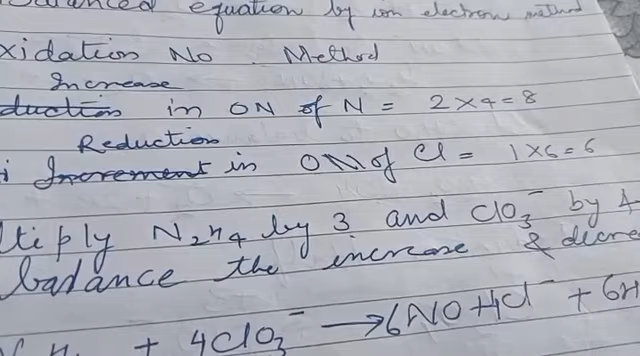 equation by ion electron method
xidation No. Method
Increase
duction in ON of N = 2×4=8
Reduction
Increment in ON of Cl = 1×6=6
tiply N₂H₄ by 3 and ClO₃⁻ by 4
balance the increase & decre
+ 4ClO₃⁻ → 6NO+4Cl⁻ + 6H